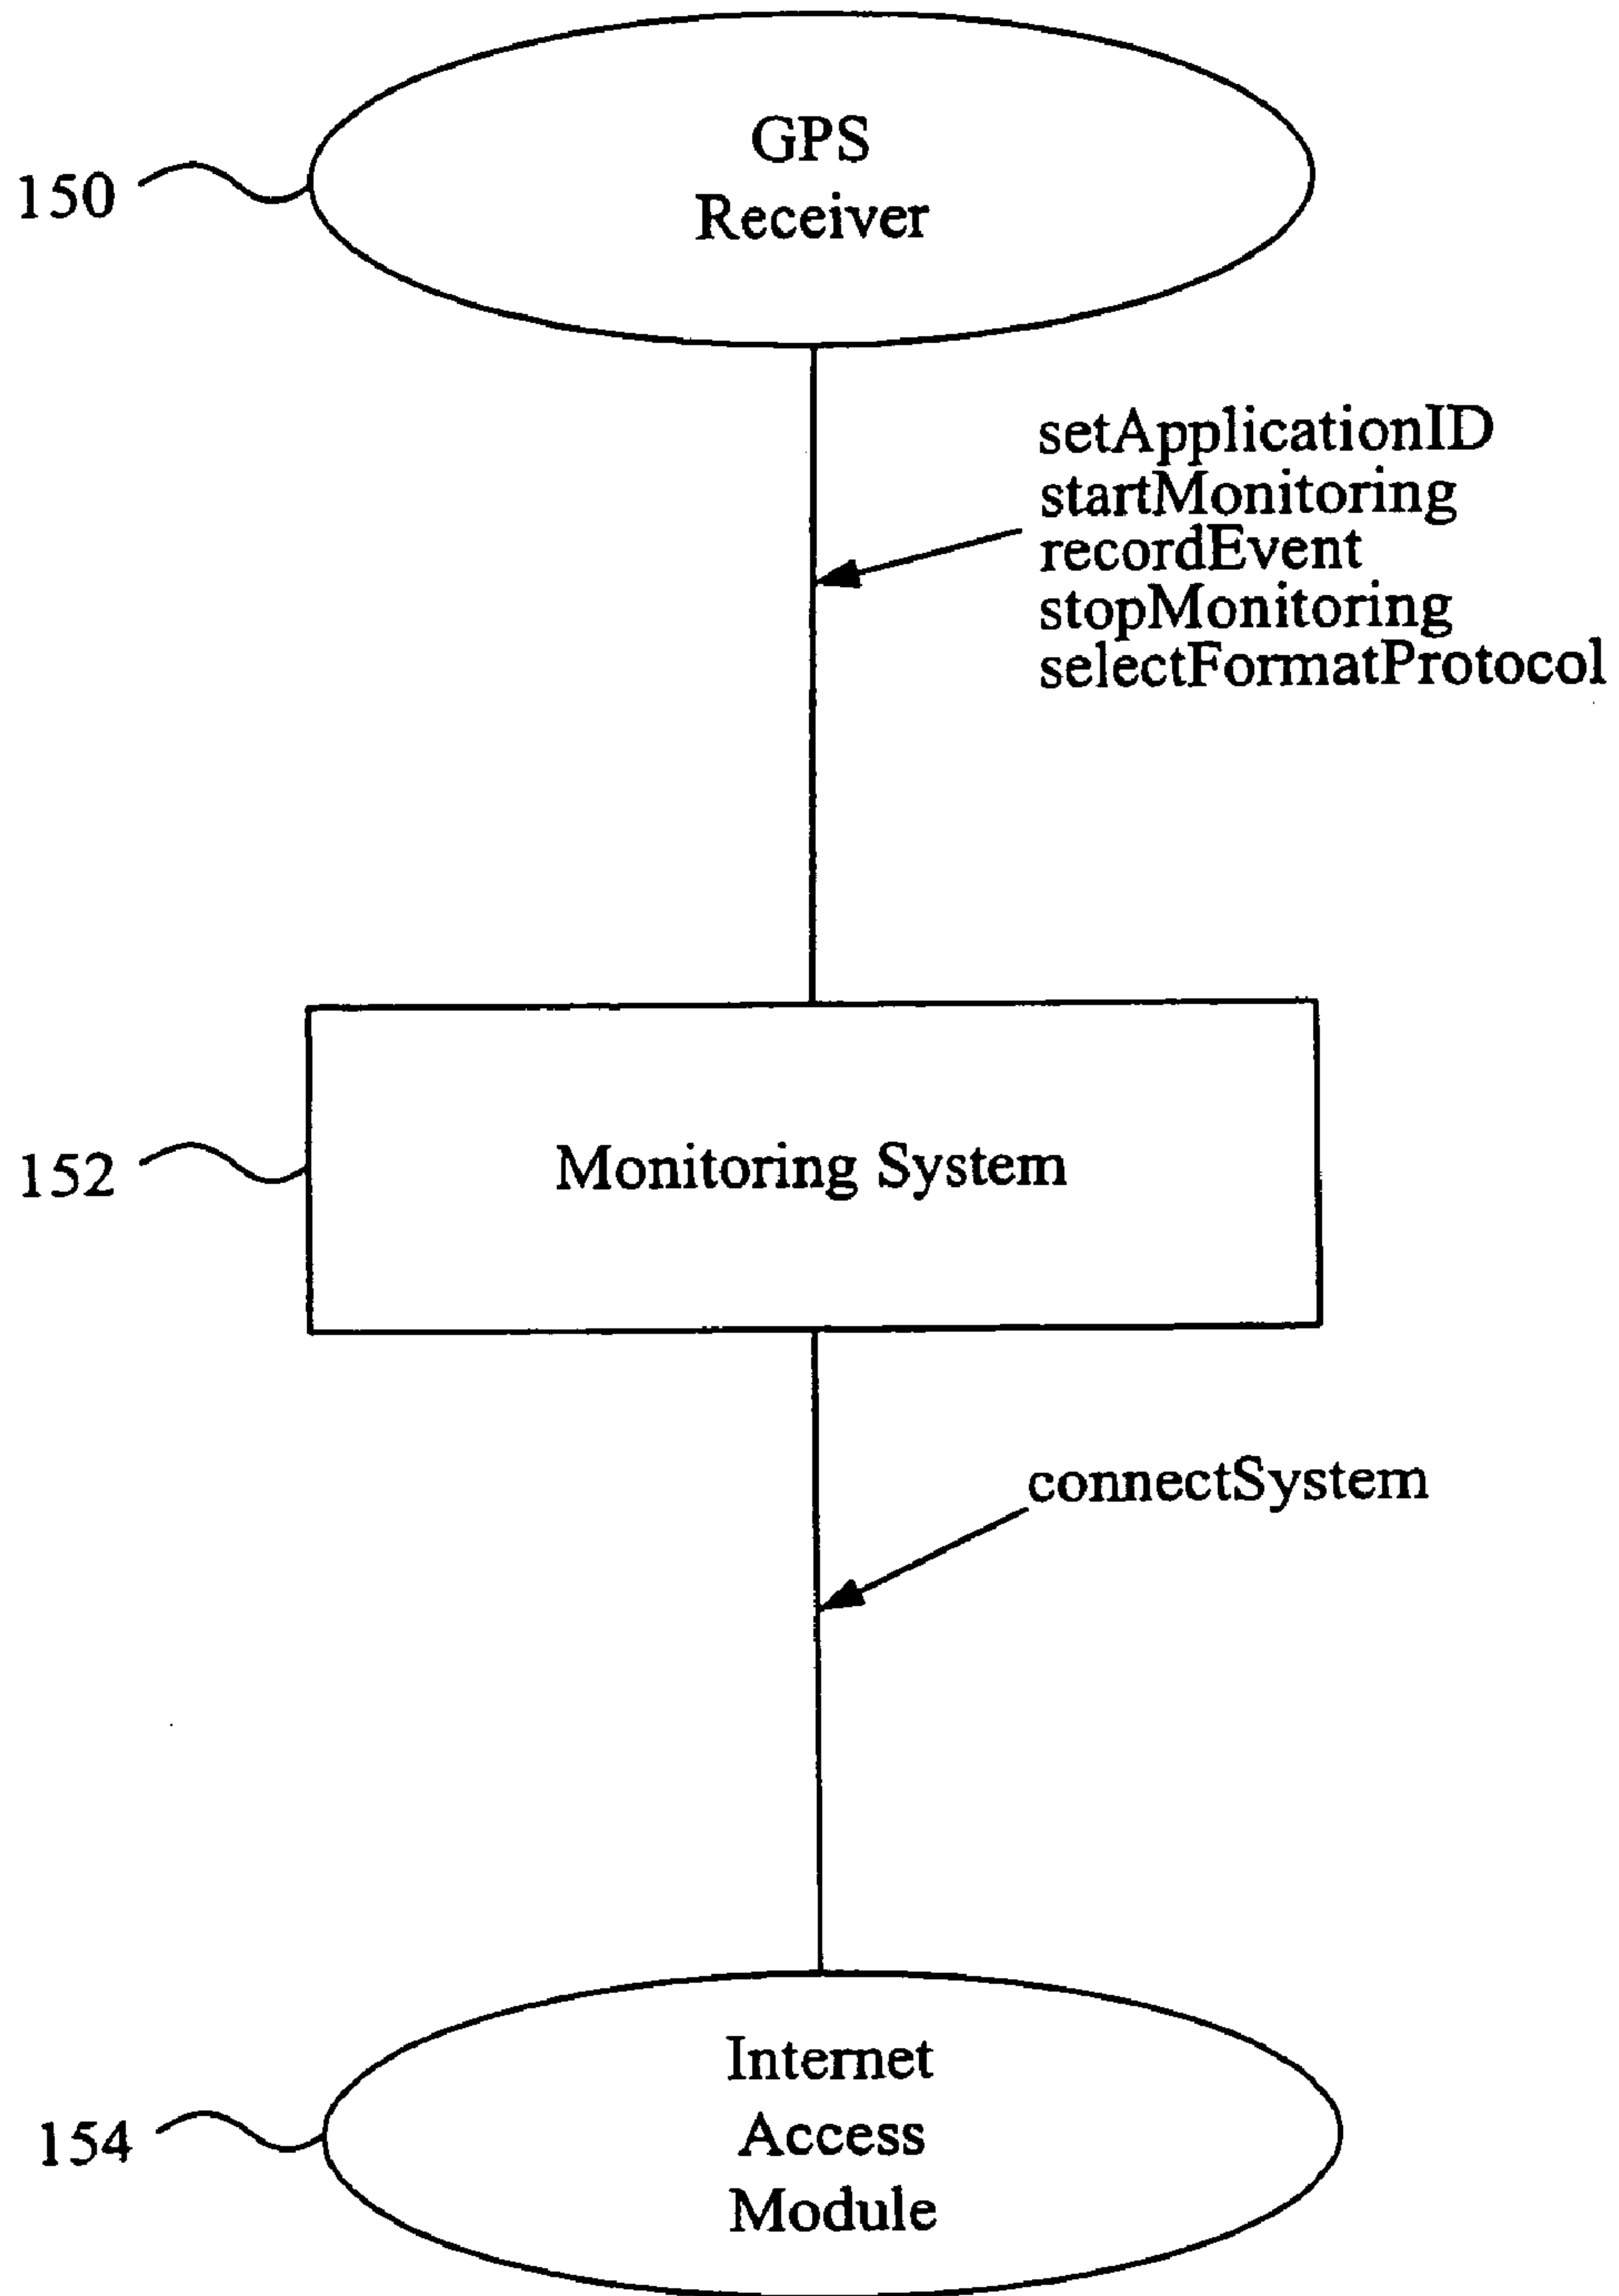 GPS
Receiver
150
setApplicationID
startMonitoring
recordEvent
stopMonitoring
selectFormatProtocol
152
Monitoring System
connectSystem
Internet
Access
Module
154